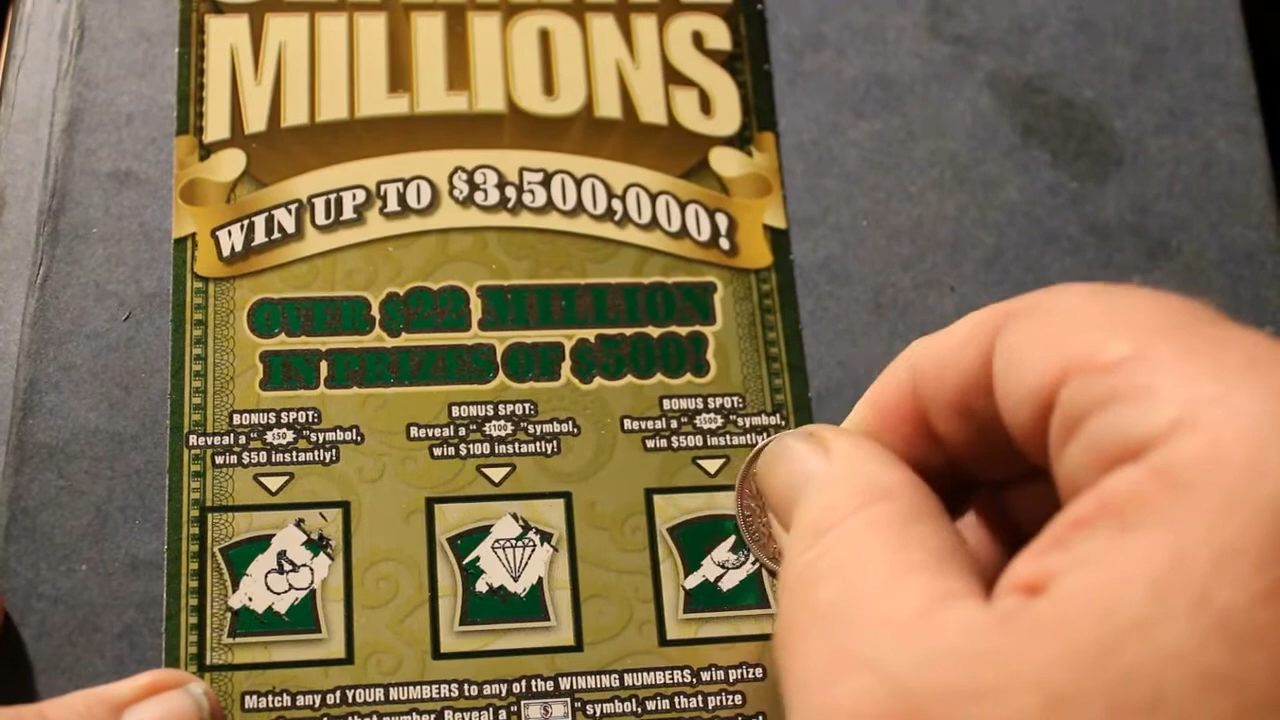 MILLIONS
WIN UP TO $3,500,000!
OVER $22 MILLION
IN PRIZES OF $500!
BONUS SPOT:
Reveal a " $50 "symbol,
win $50 instantly!
BONUS SPOT:
Reveal a " $100 "symbol,
win $100 instantly!
BONUS SPOT:
Reveal a " $500 "symbol,
win $500 instantly!
Match any of YOUR NUMBERS to any of the WINNING NUMBERS, win prize
that number. Reveal a " $ " symbol, win that prize